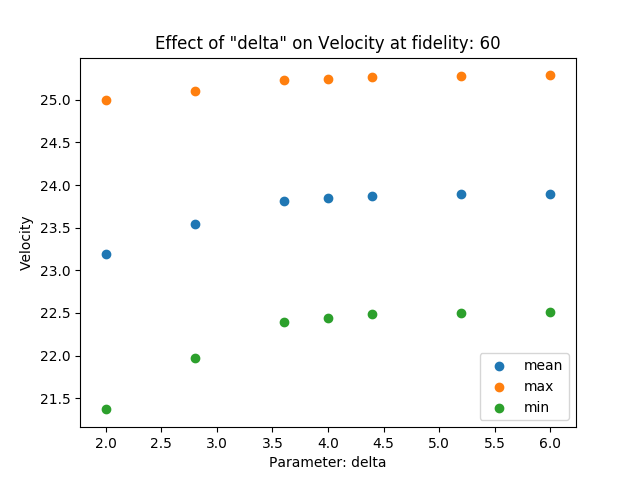 Effect of "delta" on Velocity at fidelity: 60
Velocity
25.0
24.5
24.0
23.5
23.0
22.5
22.0
21.5
mean
max
min
2.0 2.5 3.0 3.5 4.0 4.5 5.0 5.5 6.0
Parameter: delta